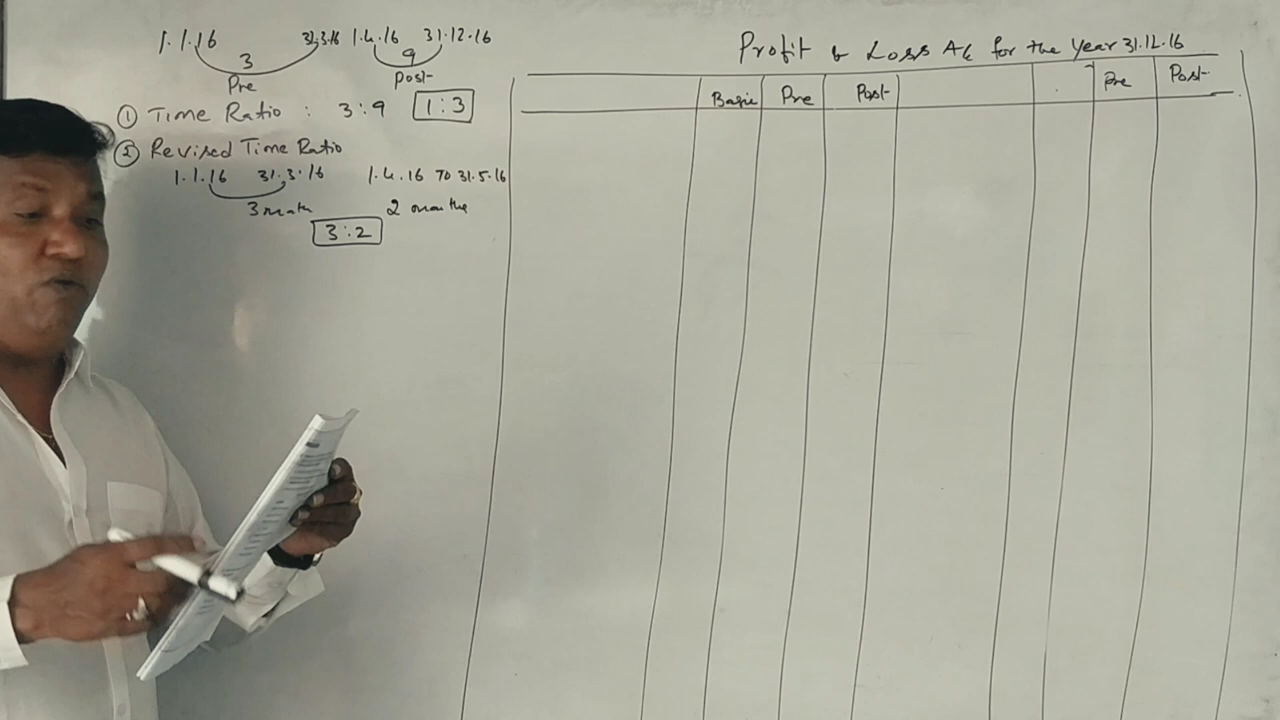 1.1.16 31.3.16 1.4.16 31.12.16
3 9
Pre Post
① Time Ratio : 3:9 1:3
② Revised Time Ratio
1.1.16 31.3.16 1.4.16 To 31.5.16
3 month 2 months
3:2
Profit & Loss A/c for the Year 31.12.16
Basic Pre Post Pre Post